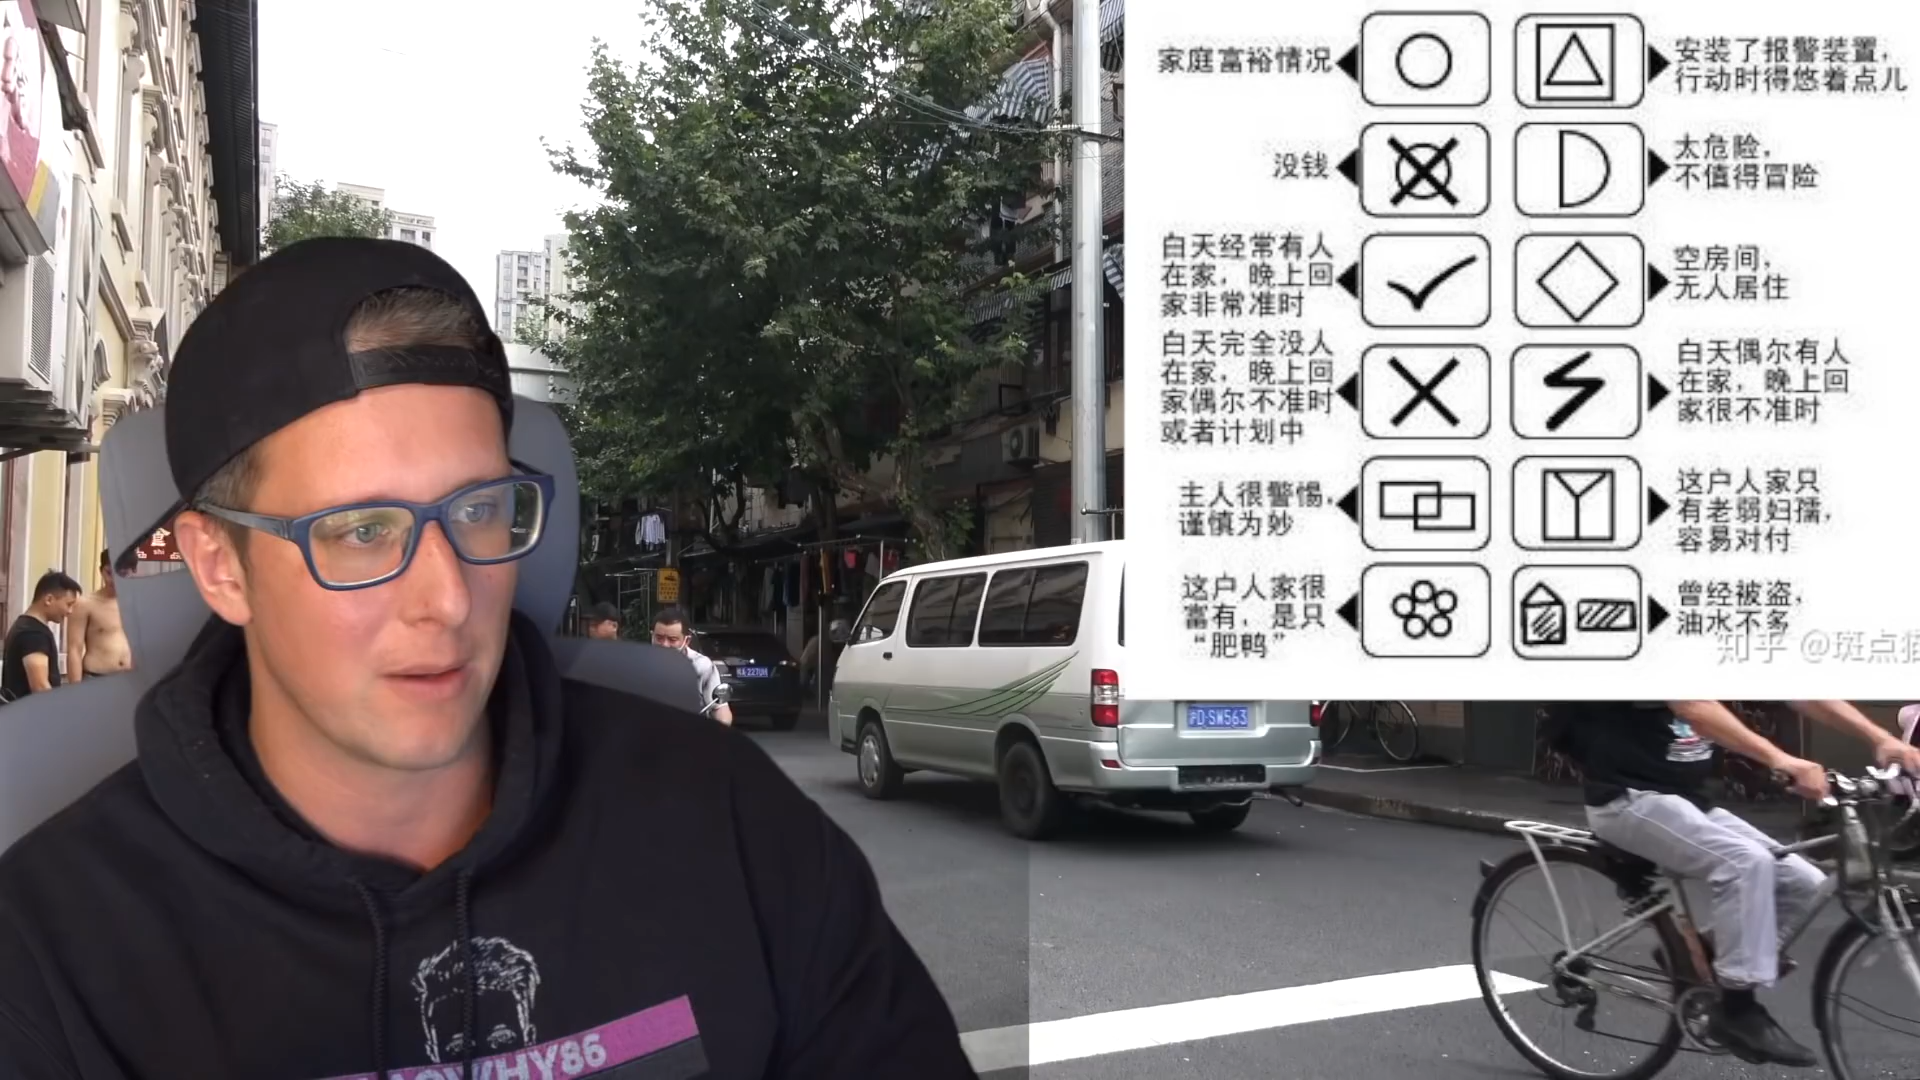 家庭富裕情况
安装了报警装置，
行动时得悠着点儿
没钱
太危险，
不值得冒险
白天经常有人
在家，晚上回
家非常准时
空房间，
无人居住
白天完全没人
在家，晚上回
家偶尔不准时
或者计划中
白天偶尔有人
在家，晚上回
家很不准时
主人很警惕，
谨慎为妙
这户人家只
有老弱妇孺，
容易对付
这户人家很
富有，是只
“肥鸭”
曾经被盗，
油水不多
知乎 @斑点猫
食
shi
沪D·SW563
WHY86